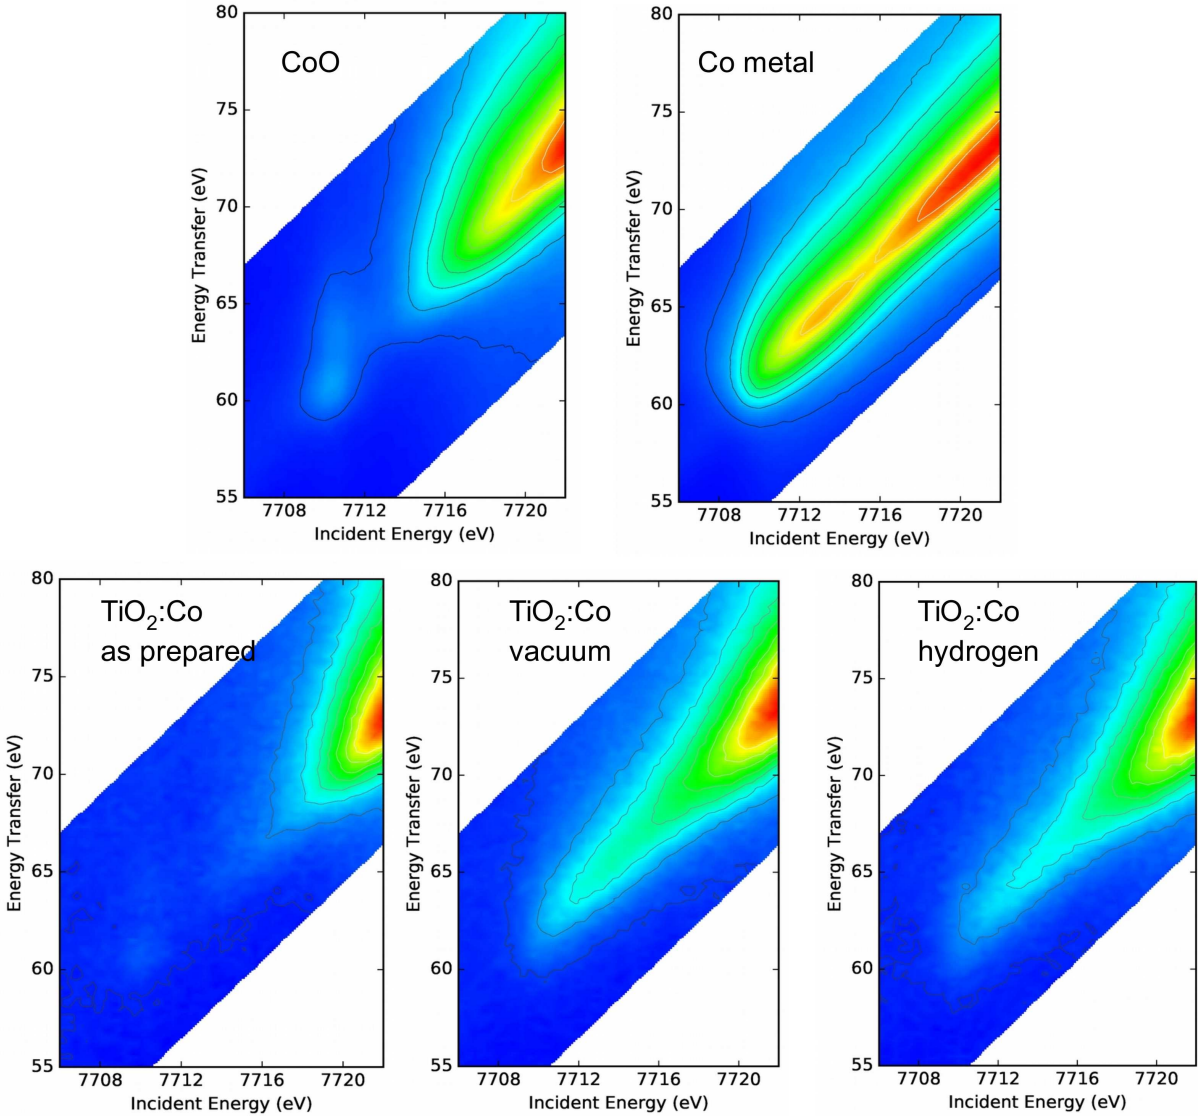 CoO
80
75
70
65
60
55
Energy Transfer (eV)
7708 7712 7716 7720
Incident Energy (eV)
Co metal
80
75
70
65
60
55
Energy Transfer (eV)
7708 7712 7716 7720
Incident Energy (eV)
TiO₂:Co
as prepared
80
75
70
65
60
55
Energy Transfer (eV)
7708 7712 7716 7720
Incident Energy (eV)
TiO₂:Co
vacuum
80
75
70
65
60
55
Energy Transfer (eV)
7708 7712 7716 7720
Incident Energy (eV)
TiO₂:Co
hydrogen
80
75
70
65
60
55
Energy Transfer (eV)
7708 7712 7716 7720
Incident Energy (eV)